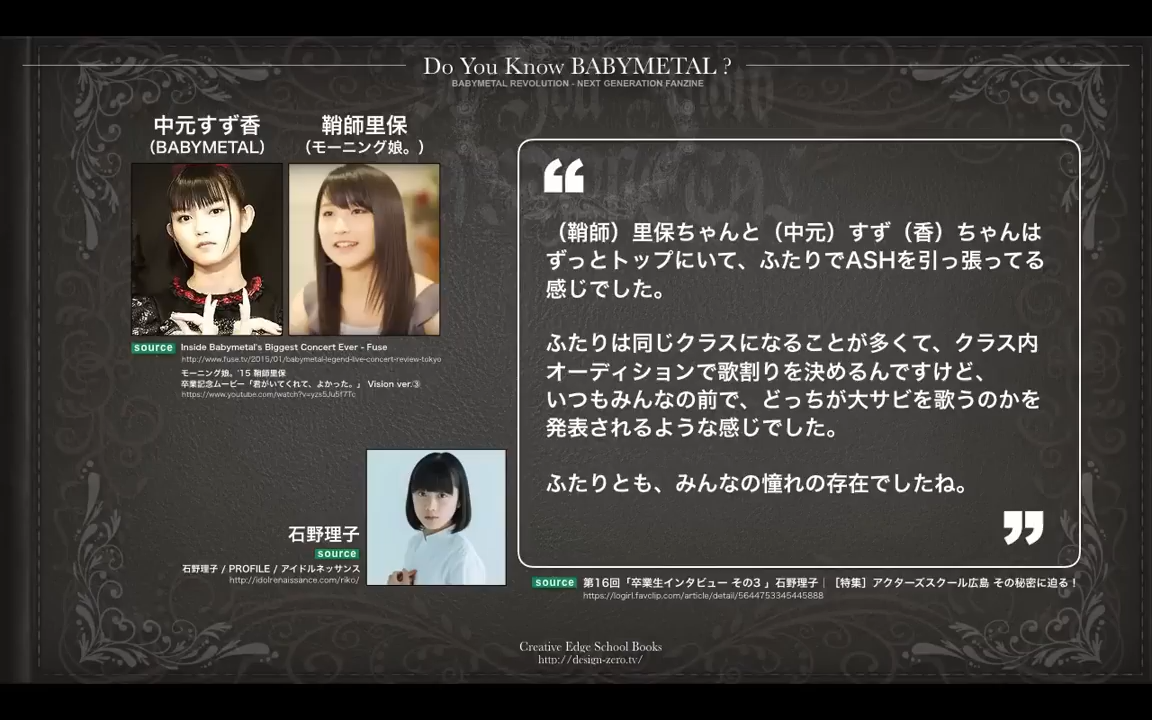 Do You Know BABYMETAL ?
BABYMETAL REVOLUTION - NEXT GENERATION FANZINE
中元すず香
（BABYMETAL）
鞘師里保
（モーニング娘。）
source Inside Babymetal's Biggest Concert Ever - Fuse
http://www.fuse.tv/2015/01/babymetal-legend-live-concert-review-tokyo
モーニング娘。'15 鞘師里保
卒業記念ムービー「君がいてくれて、よかった。」 Vision ver.③
https://www.youtube.com/watch?v=yzs5Ju5f7Tc
“
（鞘師）里保ちゃんと（中元）すず（香）ちゃんは
ずっとトップにいて、ふたりでASHを引っ張ってる
感じでした。
ふたりは同じクラスになることが多くて、クラス内
オーディションで歌割りを決めるんですけど、
いつもみんなの前で、どっちが大サビを歌うのかを
発表されるような感じでした。
ふたりとも、みんなの憧れの存在でしたね。
”
石野理子
source
石野理子 / PROFILE / アイドルネッサンス
http://idolrenaissance.com/riko/
source 第16回「卒業生インタビュー その3 」石野理子｜［特集］アクターズスクール広島 その秘密に迫る！
https://logirl.favclip.com/article/detail/5644753345445888
Creative Edge School Books
http://design-zero.tv/